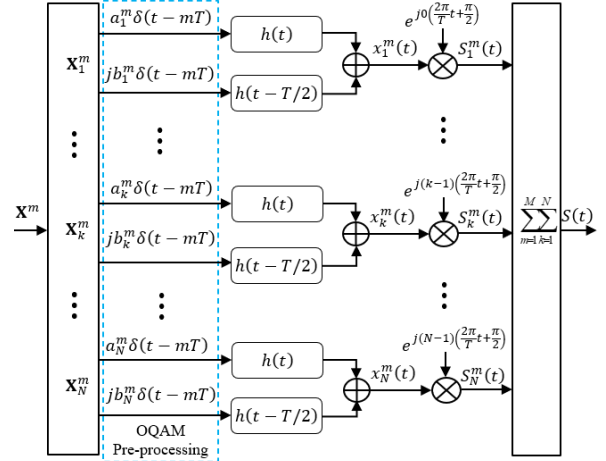 X^m
X_1^m
⋮
X_k^m
⋮
X_N^m
a_1^m δ(t − mT)
jb_1^m δ(t − mT)
⋮
a_k^m δ(t − mT)
jb_k^m δ(t − mT)
⋮
a_N^m δ(t − mT)
jb_N^m δ(t − mT)
OQAM
Pre-processing
h(t)
h(t − T/2)
h(t)
h(t − T/2)
h(t)
h(t − T/2)
x_1^m(t)
x_k^m(t)
x_N^m(t)
e^{j0(2π/T t+π/2)}
S_1^m(t)
⋮
e^{j(k−1)(2π/T t+π/2)}
S_k^m(t)
⋮
e^{j(N−1)(2π/T t+π/2)}
S_N^m(t)
∑_{m=1}^{M} ∑_{k=1}^{N}
S(t)